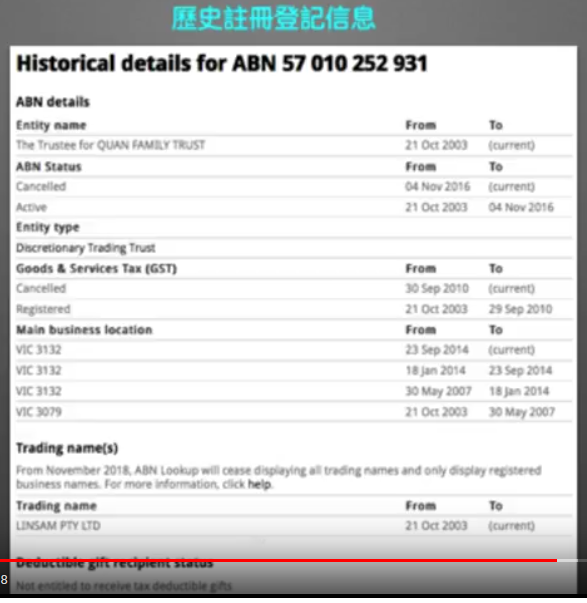 歷史註冊登記信息
Historical details for ABN 57 010 252 931
ABN details
Entity name From To
The Trustee for QUAN FAMILY TRUST 21 Oct 2003 (current)
ABN Status From To
Cancelled 04 Nov 2016 (current)
Active 21 Oct 2003 04 Nov 2016
Entity type
Discretionary Trading Trust
Goods & Services Tax (GST) From To
Cancelled 30 Sep 2010 (current)
Registered 21 Oct 2003 29 Sep 2010
Main business location From To
VIC 3132 23 Sep 2014 (current)
VIC 3132 18 Jan 2014 23 Sep 2014
VIC 3132 30 May 2007 18 Jan 2014
VIC 3079 21 Oct 2003 30 May 2007
Trading name(s)
From November 2018, ABN Lookup will cease displaying all trading names and only display registered
business names. For more information, click help.
Trading name From To
LINSAM PTY LTD 21 Oct 2003 (current)
Deductible gift recipient status
8
Not entitled to receive tax deductible gifts